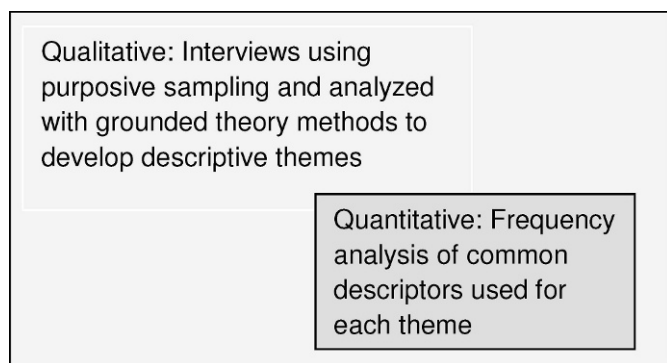 Qualitative: Interviews using
purposive sampling and analyzed
with grounded theory methods to
develop descriptive themes
Quantitative: Frequency
analysis of common
descriptors used for
each theme